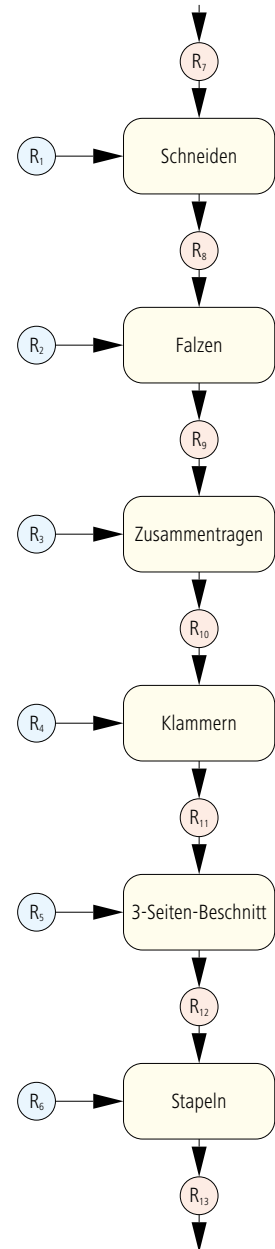 R₇
R₁ Schneiden
R₈
R₂ Falzen
R₉
R₃ Zusammentragen
R₁₀
R₄ Klammern
R₁₁
R₅ 3-Seiten-Beschnitt
R₁₂
R₆ Stapeln
R₁₃